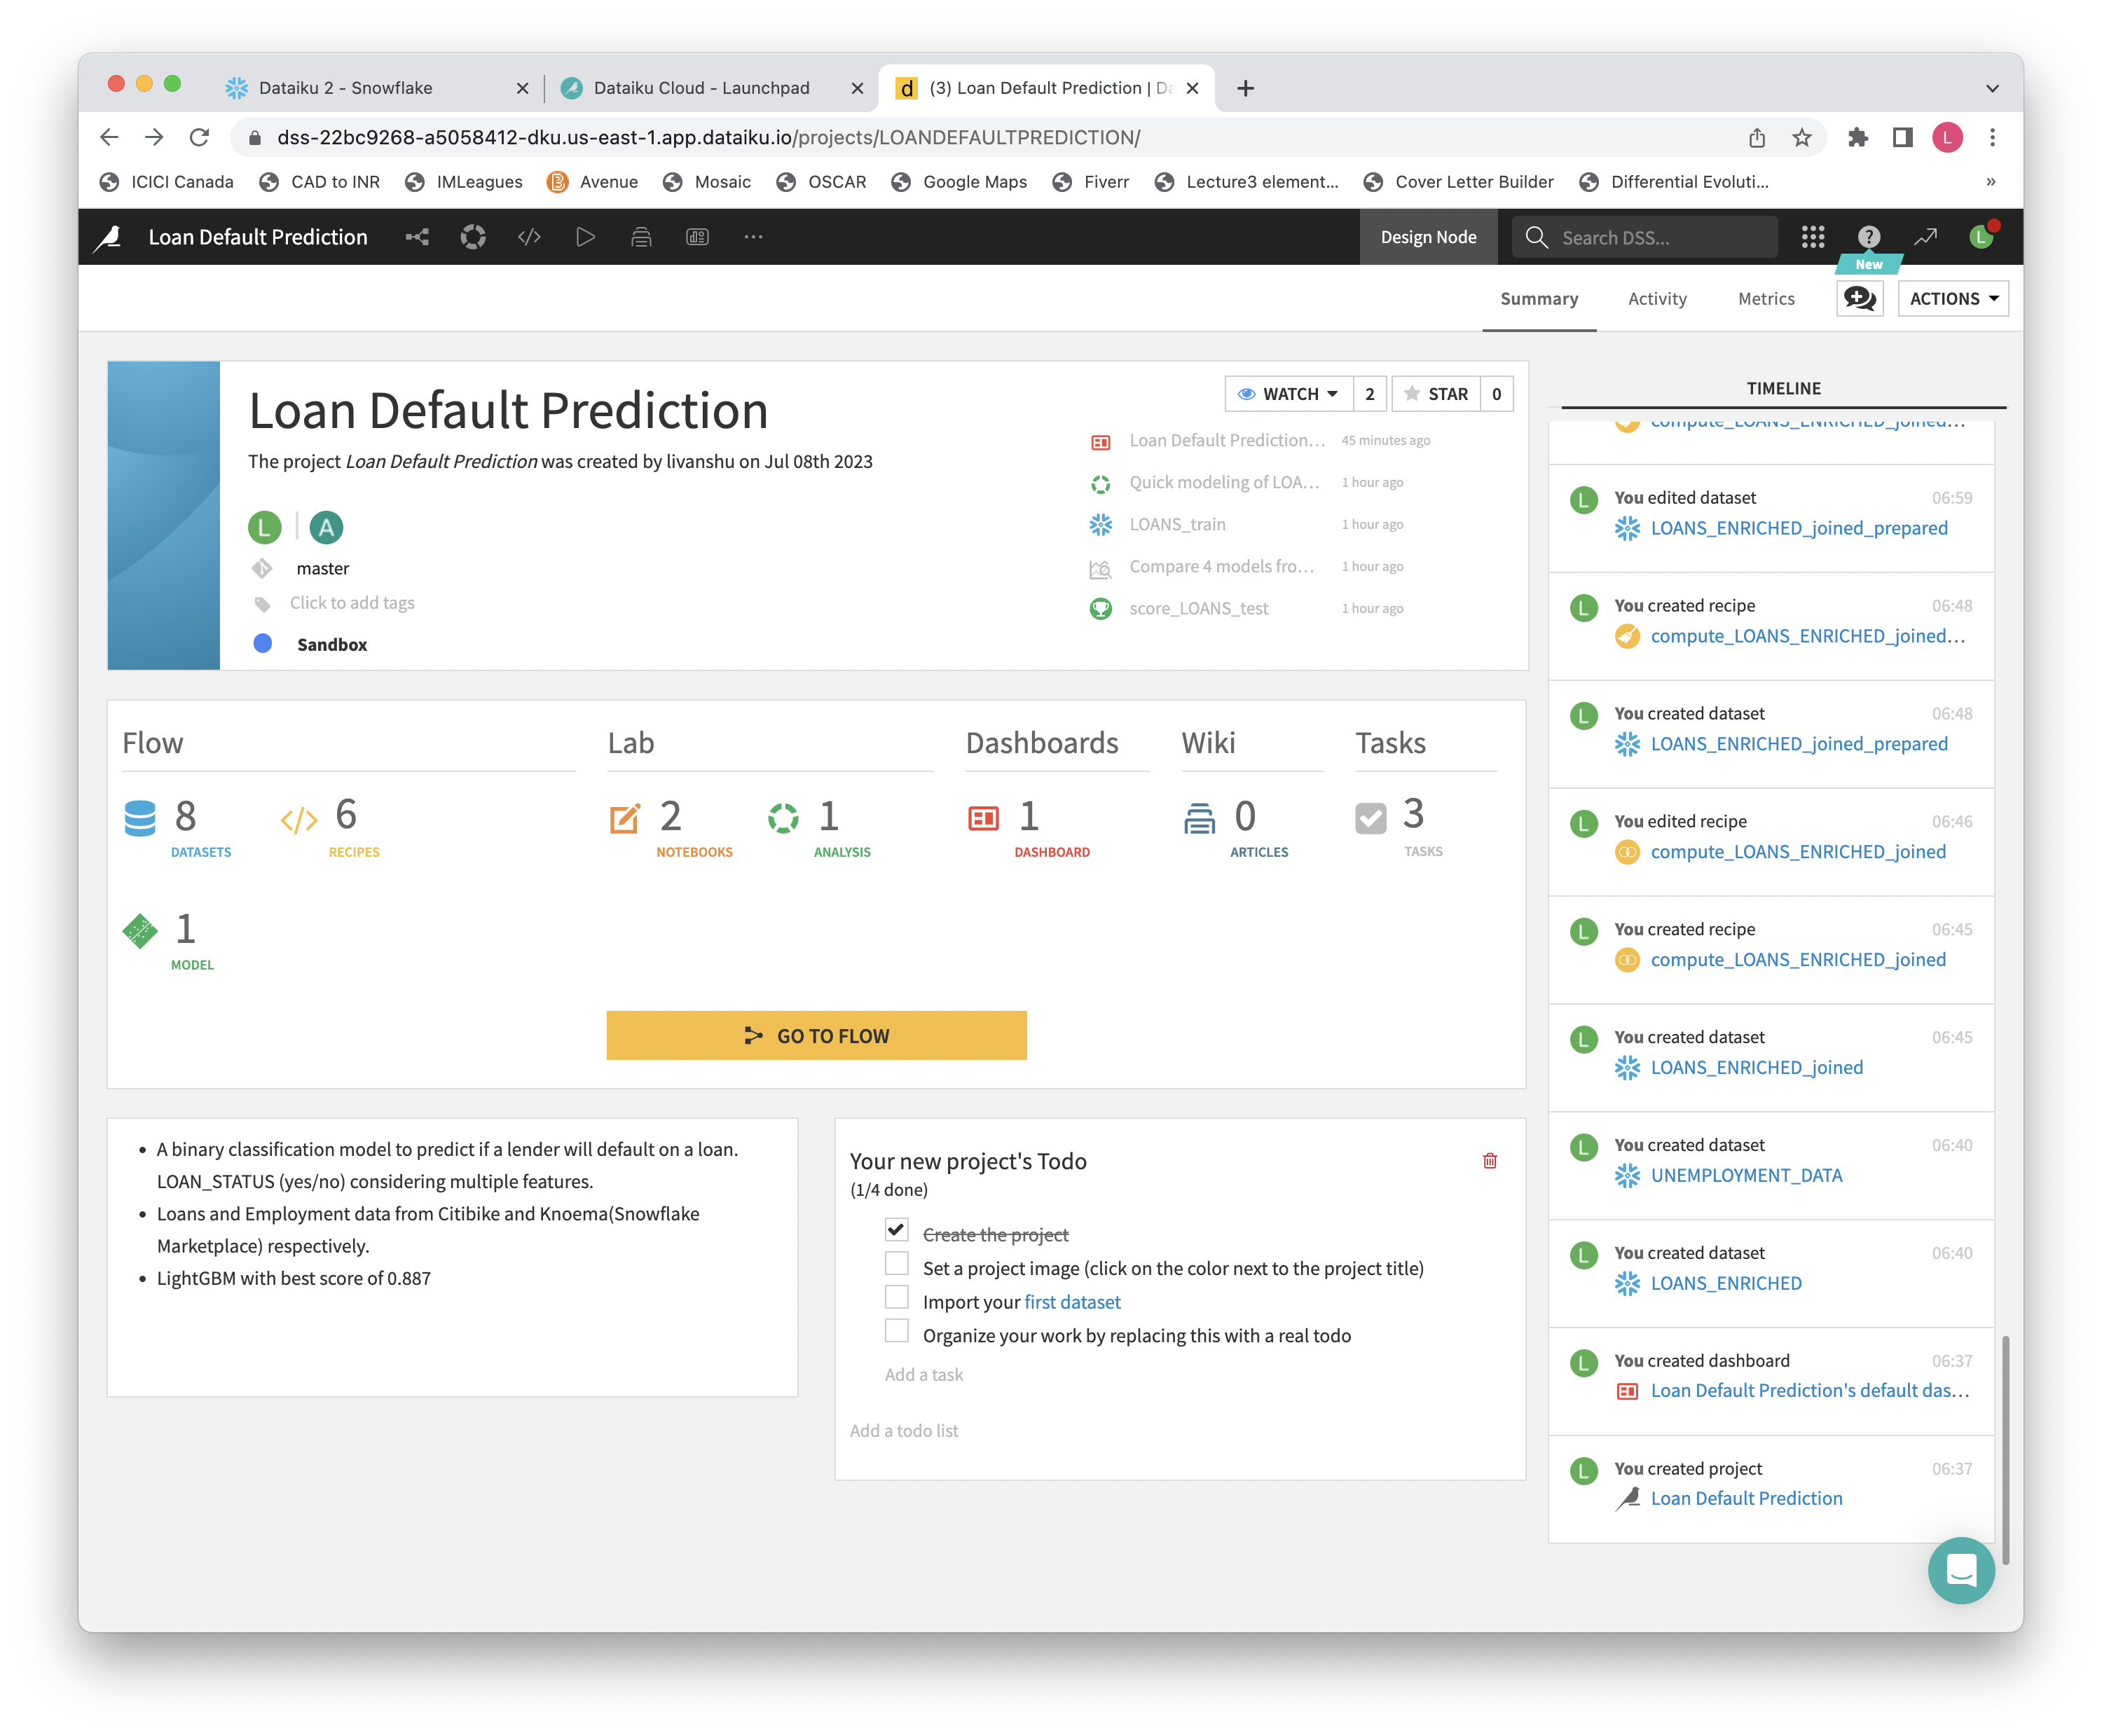 Dataiku 2 - Snowflake
Dataiku Cloud - Launchpad
d (3) Loan Default Prediction | Da
dss-22bc9268-a5058412-dku.us-east-1.app.dataiku.io/projects/LOANDEFAULTPREDICTION/
L
ICICI Canada
CAD to INR
IMLeagues
Avenue
Mosaic
OSCAR
Google Maps
Fiverr
Lecture3 element...
Cover Letter Builder
Differential Evoluti...
»
Loan Default Prediction
Design Node
Search DSS...
L
New
Summary
Activity
Metrics
ACTIONS
Loan Default Prediction
The project Loan Default Prediction was created by livanshu on Jul 08th 2023
L
A
master
Click to add tags
Sandbox
WATCH 2
STAR 0
Loan Default Prediction... 45 minutes ago
Quick modeling of LOA... 1 hour ago
LOANS_train 1 hour ago
Compare 4 models fro... 1 hour ago
score_LOANS_test 1 hour ago
Flow
8
DATASETS
6
RECIPES
1
MODEL
Lab
2
NOTEBOOKS
1
ANALYSIS
Dashboards
1
DASHBOARD
Wiki
0
ARTICLES
Tasks
3
TASKS
GO TO FLOW
• A binary classification model to predict if a lender will default on a loan.
LOAN_STATUS (yes/no) considering multiple features.
• Loans and Employment data from Citibike and Knoema(Snowflake
Marketplace) respectively.
• LightGBM with best score of 0.887
Your new project's Todo
(1/4 done)
Create the project
Set a project image (click on the color next to the project title)
Import your first dataset
Organize your work by replacing this with a real todo
Add a task
Add a todo list
TIMELINE
compute_LOANS_ENRICHED_joined...
L You edited dataset 06:59
LOANS_ENRICHED_joined_prepared
L You created recipe 06:48
compute_LOANS_ENRICHED_joined...
L You created dataset 06:48
LOANS_ENRICHED_joined_prepared
L You edited recipe 06:46
compute_LOANS_ENRICHED_joined
L You created recipe 06:45
compute_LOANS_ENRICHED_joined
L You created dataset 06:45
LOANS_ENRICHED_joined
L You created dataset 06:40
UNEMPLOYMENT_DATA
L You created dataset 06:40
LOANS_ENRICHED
L You created dashboard 06:37
Loan Default Prediction's default das...
L You created project 06:37
Loan Default Prediction